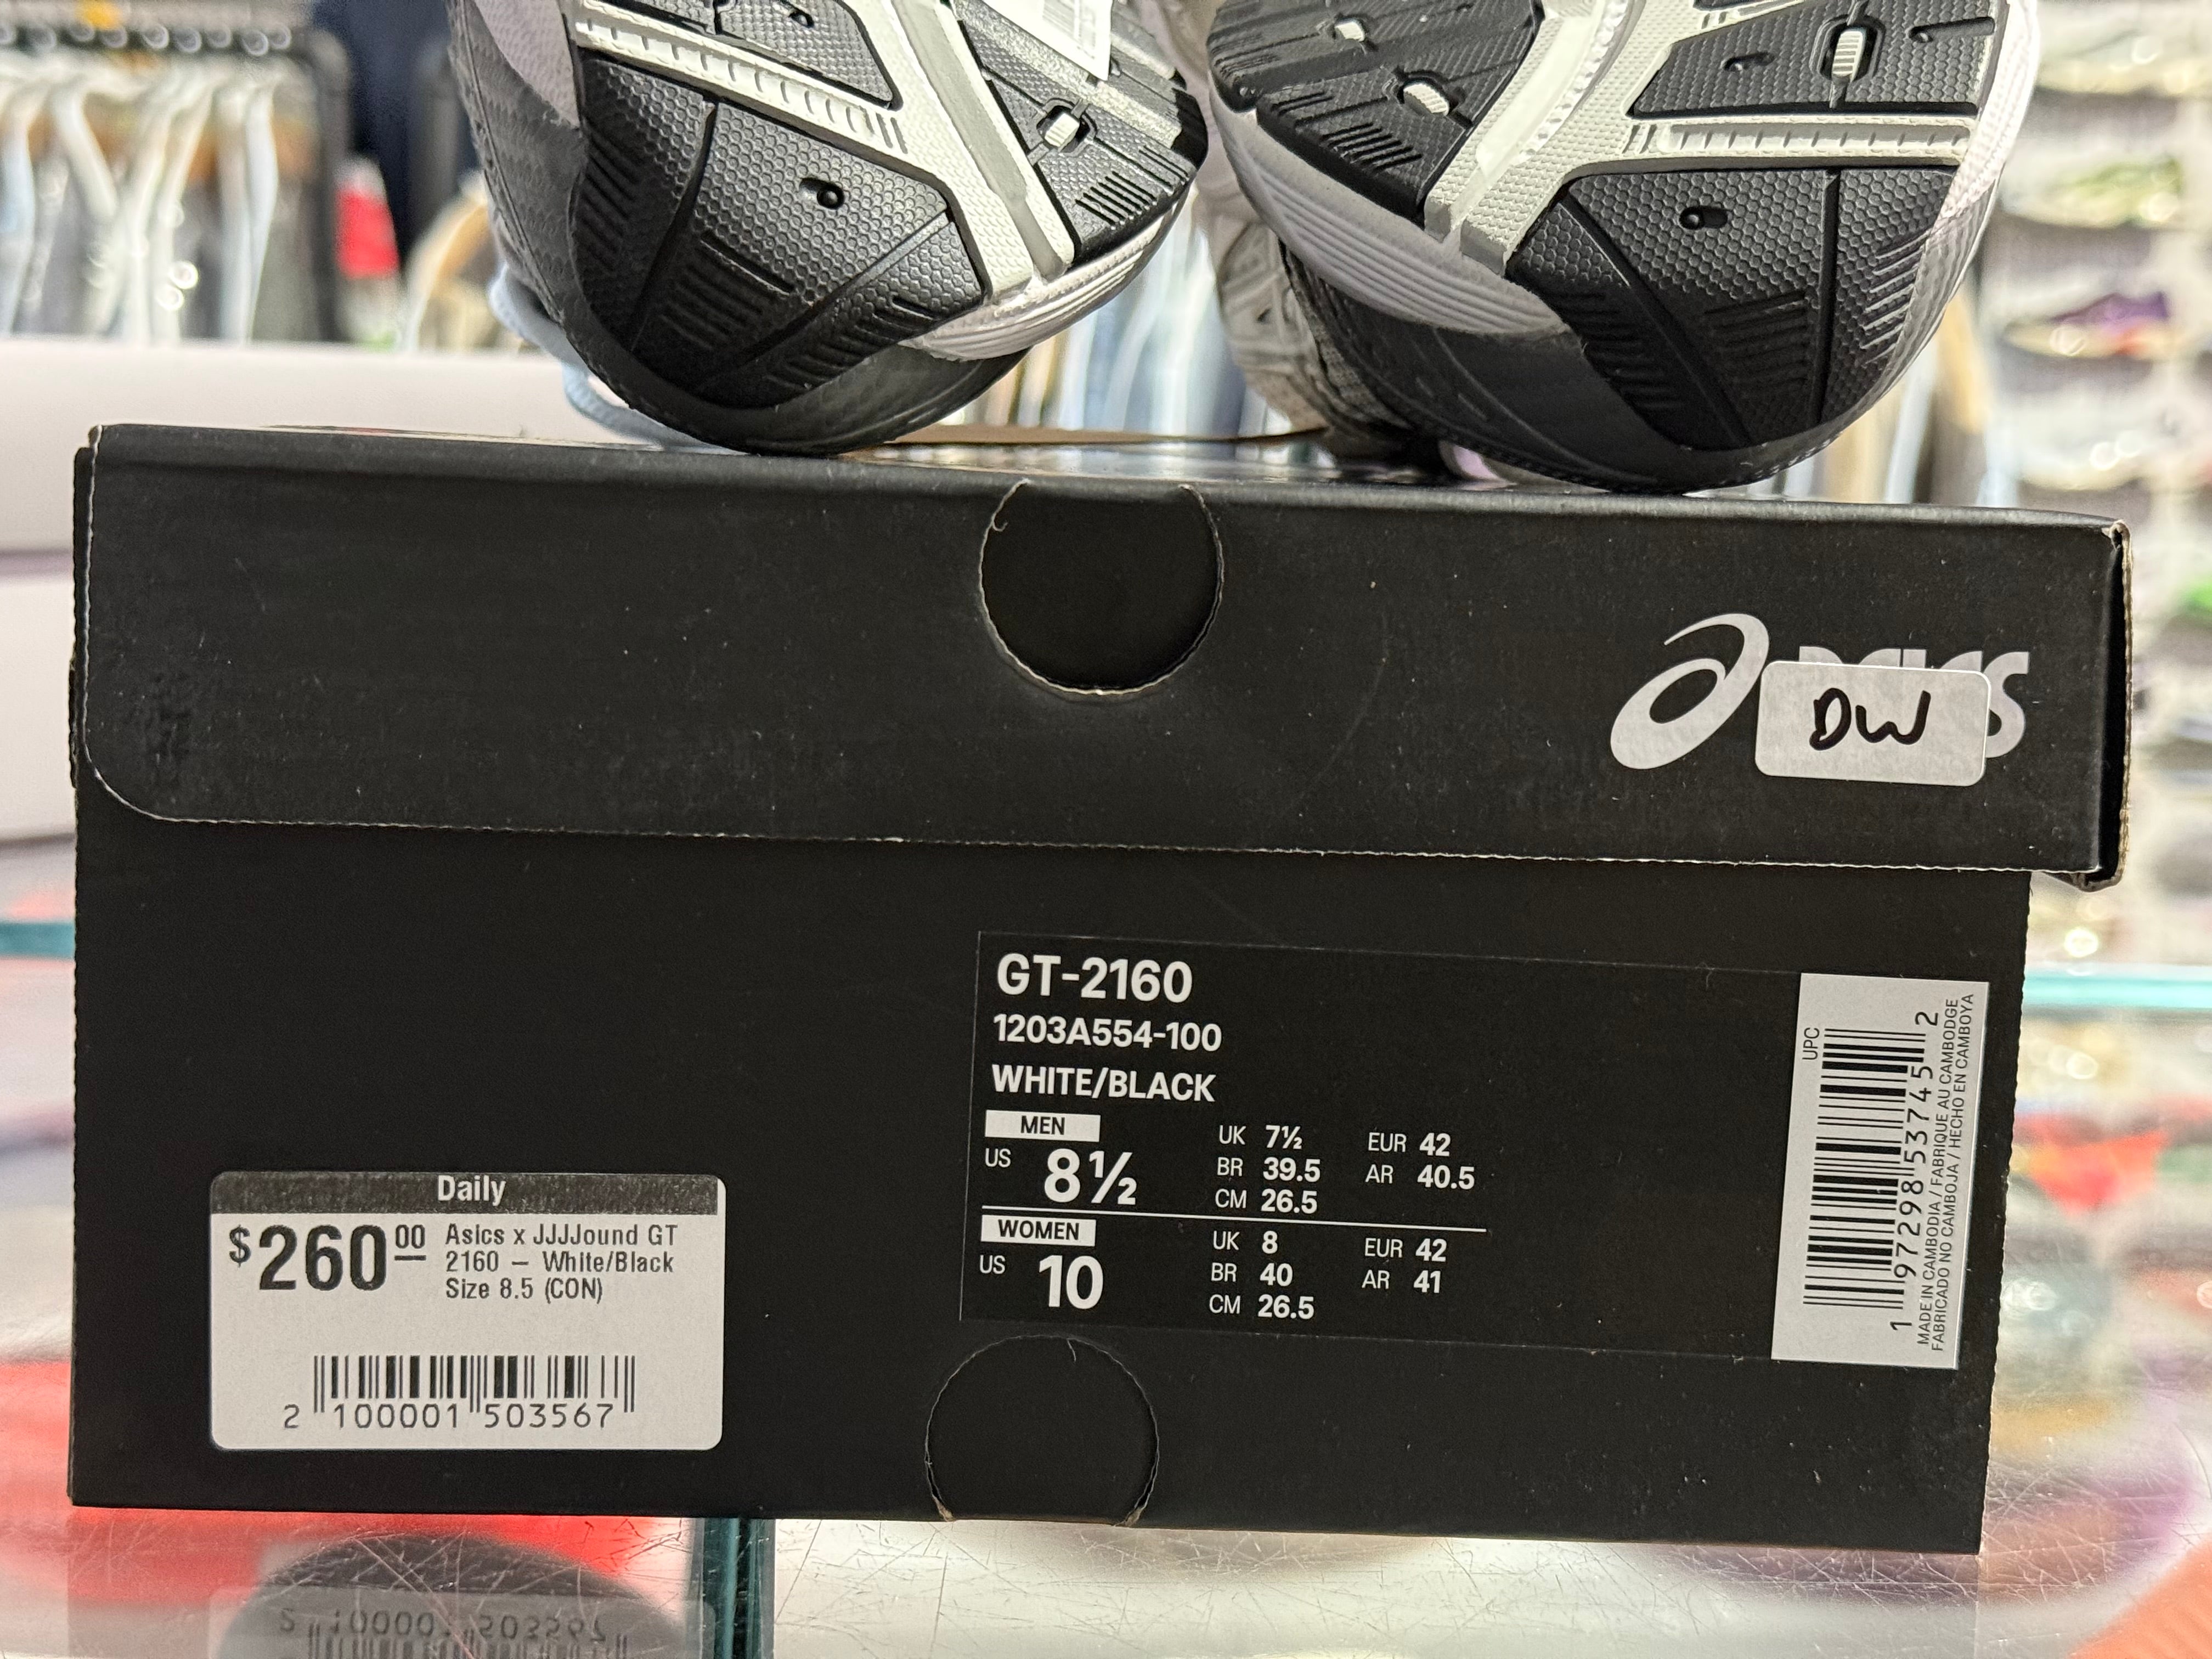 asics
DW
GT-2160
1203A554-100
WHITE/BLACK
MEN
US 8½
UK 7½ EUR 42
BR 39.5 AR 40.5
CM 26.5
WOMEN
US 10
UK 8 EUR 42
BR 40 AR 41
CM 26.5
UPC
1 97298 53745 2
MADE IN CAMBODIA / FABRIQUE AU CAMBODGE
FABRICADO NO CAMBOJA / HECHO EN CAMBOYA
Daily
$260.00
Asics x JJJJound GT
2160 – White/Black
Size 8.5 (CON)
2 100001 503567